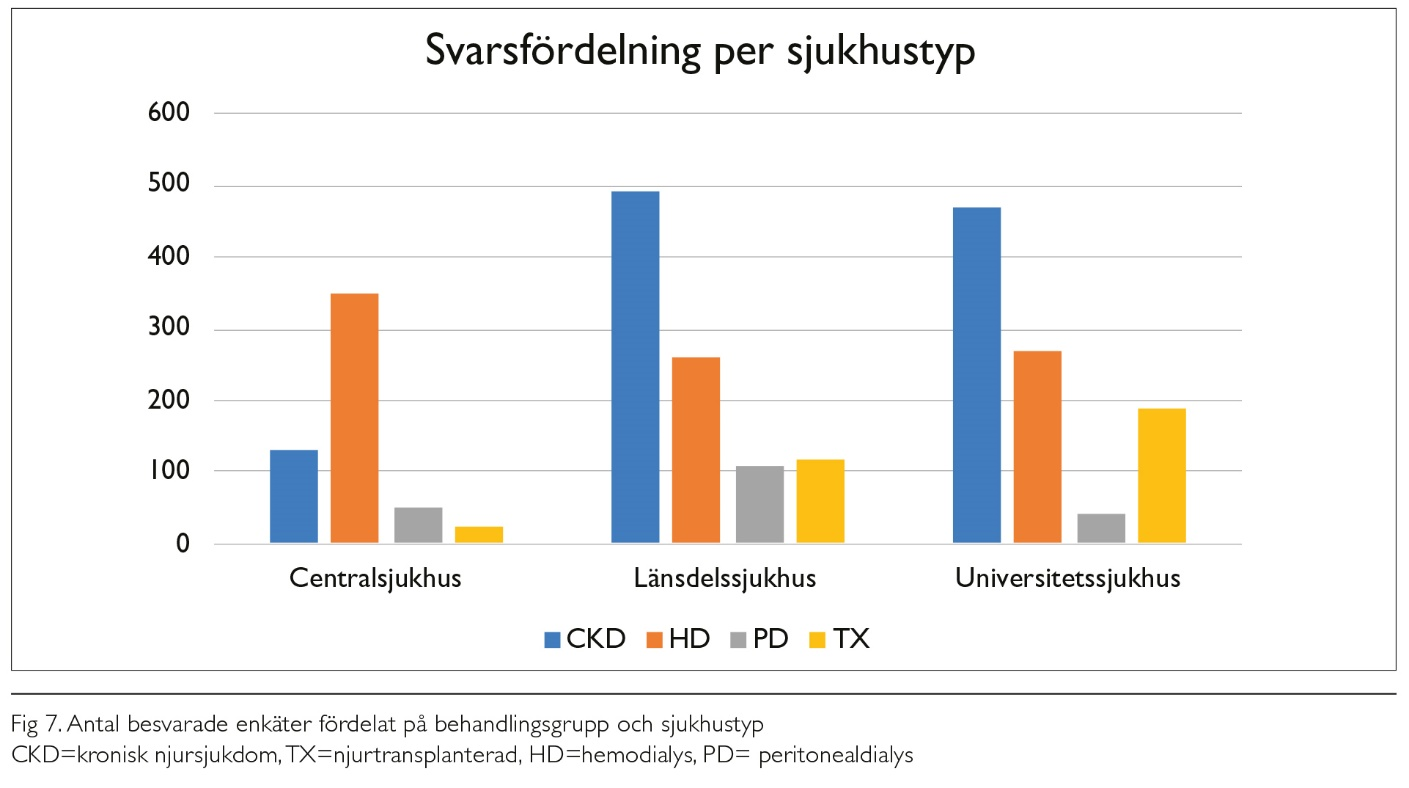 Svarsfördelning per sjukhustyp
600
500
400
300
200
100
0
Centralsjukhus Länsdelssjukhus Universitetssjukhus
CKD HD PD TX
Fig 7. Antal besvarade enkäter fördelat på behandlingsgrupp och sjukhustyp
CKD=kronisk njursjukdom, TX=njurtransplanterad, HD=hemodialys, PD= peritonealdialys